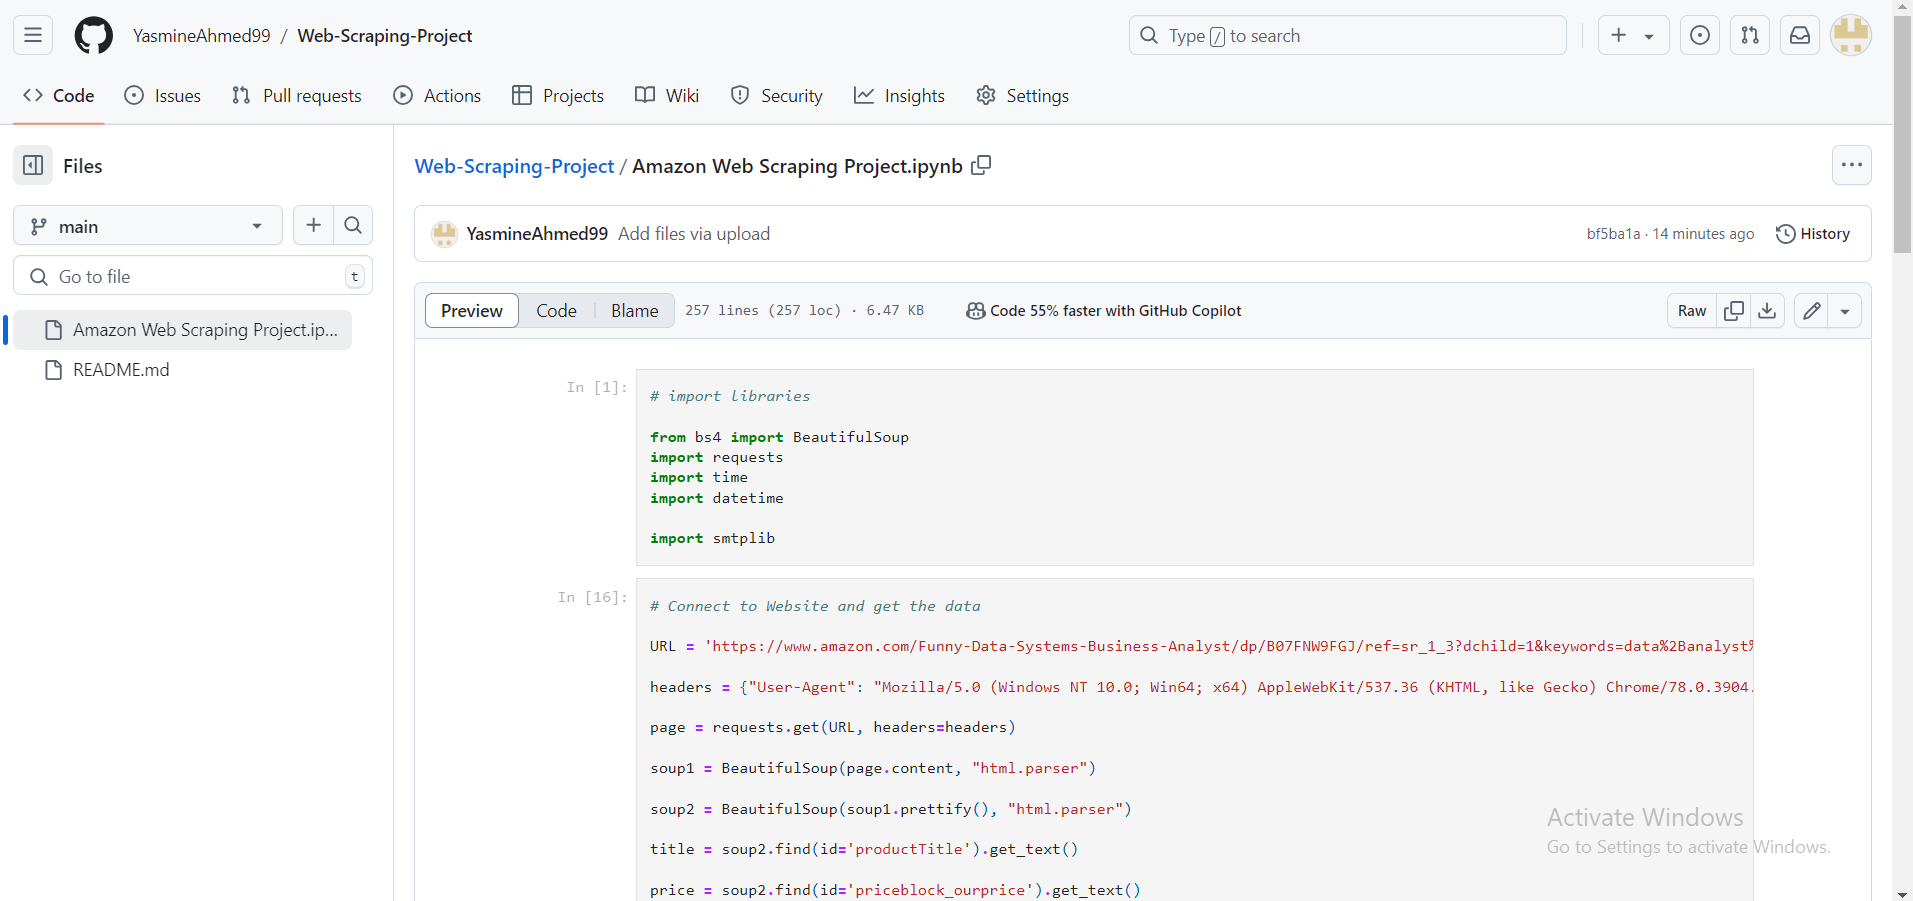 YasmineAhmed99 / Web-Scraping-Project
Type / to search
Code Issues Pull requests Actions Projects Wiki Security Insights Settings
Files
main
Go to file t
Amazon Web Scraping Project.ip...
README.md
Web-Scraping-Project / Amazon Web Scraping Project.ipynb
YasmineAhmed99 Add files via upload
bf5ba1a · 14 minutes ago History
Preview Code Blame 257 lines (257 loc) · 6.47 KB Code 55% faster with GitHub Copilot Raw
In [1]:
# import libraries
from bs4 import BeautifulSoup
import requests
import time
import datetime
import smtplib
In [16]:
# Connect to Website and get the data
URL = 'https://www.amazon.com/Funny-Data-Systems-Business-Analyst/dp/B07FNW9FGJ/ref=sr_1_3?dchild=1&keywords=data%2Banalyst%
headers = {"User-Agent": "Mozilla/5.0 (Windows NT 10.0; Win64; x64) AppleWebKit/537.36 (KHTML, like Gecko) Chrome/78.0.3904.
page = requests.get(URL, headers=headers)
soup1 = BeautifulSoup(page.content, "html.parser")
soup2 = BeautifulSoup(soup1.prettify(), "html.parser")
title = soup2.find(id='productTitle').get_text()
price = soup2.find(id='priceblock_ourprice').get_text()
Activate Windows
Go to Settings to activate Windows.